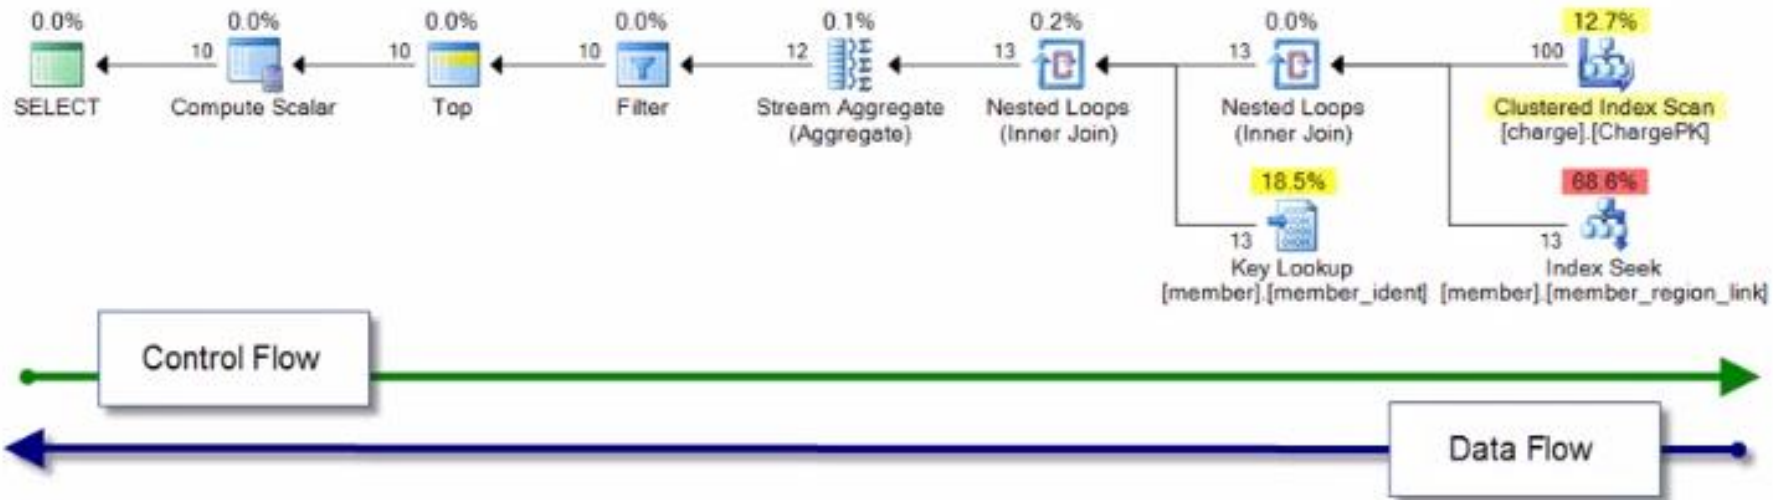 0.0%
0.0%
0.0%
0.0%
0.1%
0.2%
0.0%
12.7%
10
10
10
12
13
13
100
SELECT
Compute Scalar
Top
Filter
Stream Aggregate
(Aggregate)
Nested Loops
(Inner Join)
Nested Loops
(Inner Join)
Clustered Index Scan
[charge].[ChargePK]
18.5%
68.6%
13
13
Key Lookup
[member].[member_ident]
Index Seek
[member].[member_region_link]
Control Flow
Data Flow